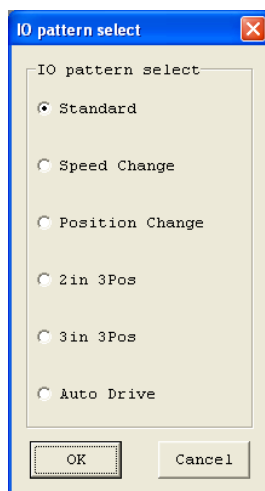 IO pattern select
IO pattern select
Standard
Speed Change
Position Change
2in 3Pos
3in 3Pos
Auto Drive
OK Cancel